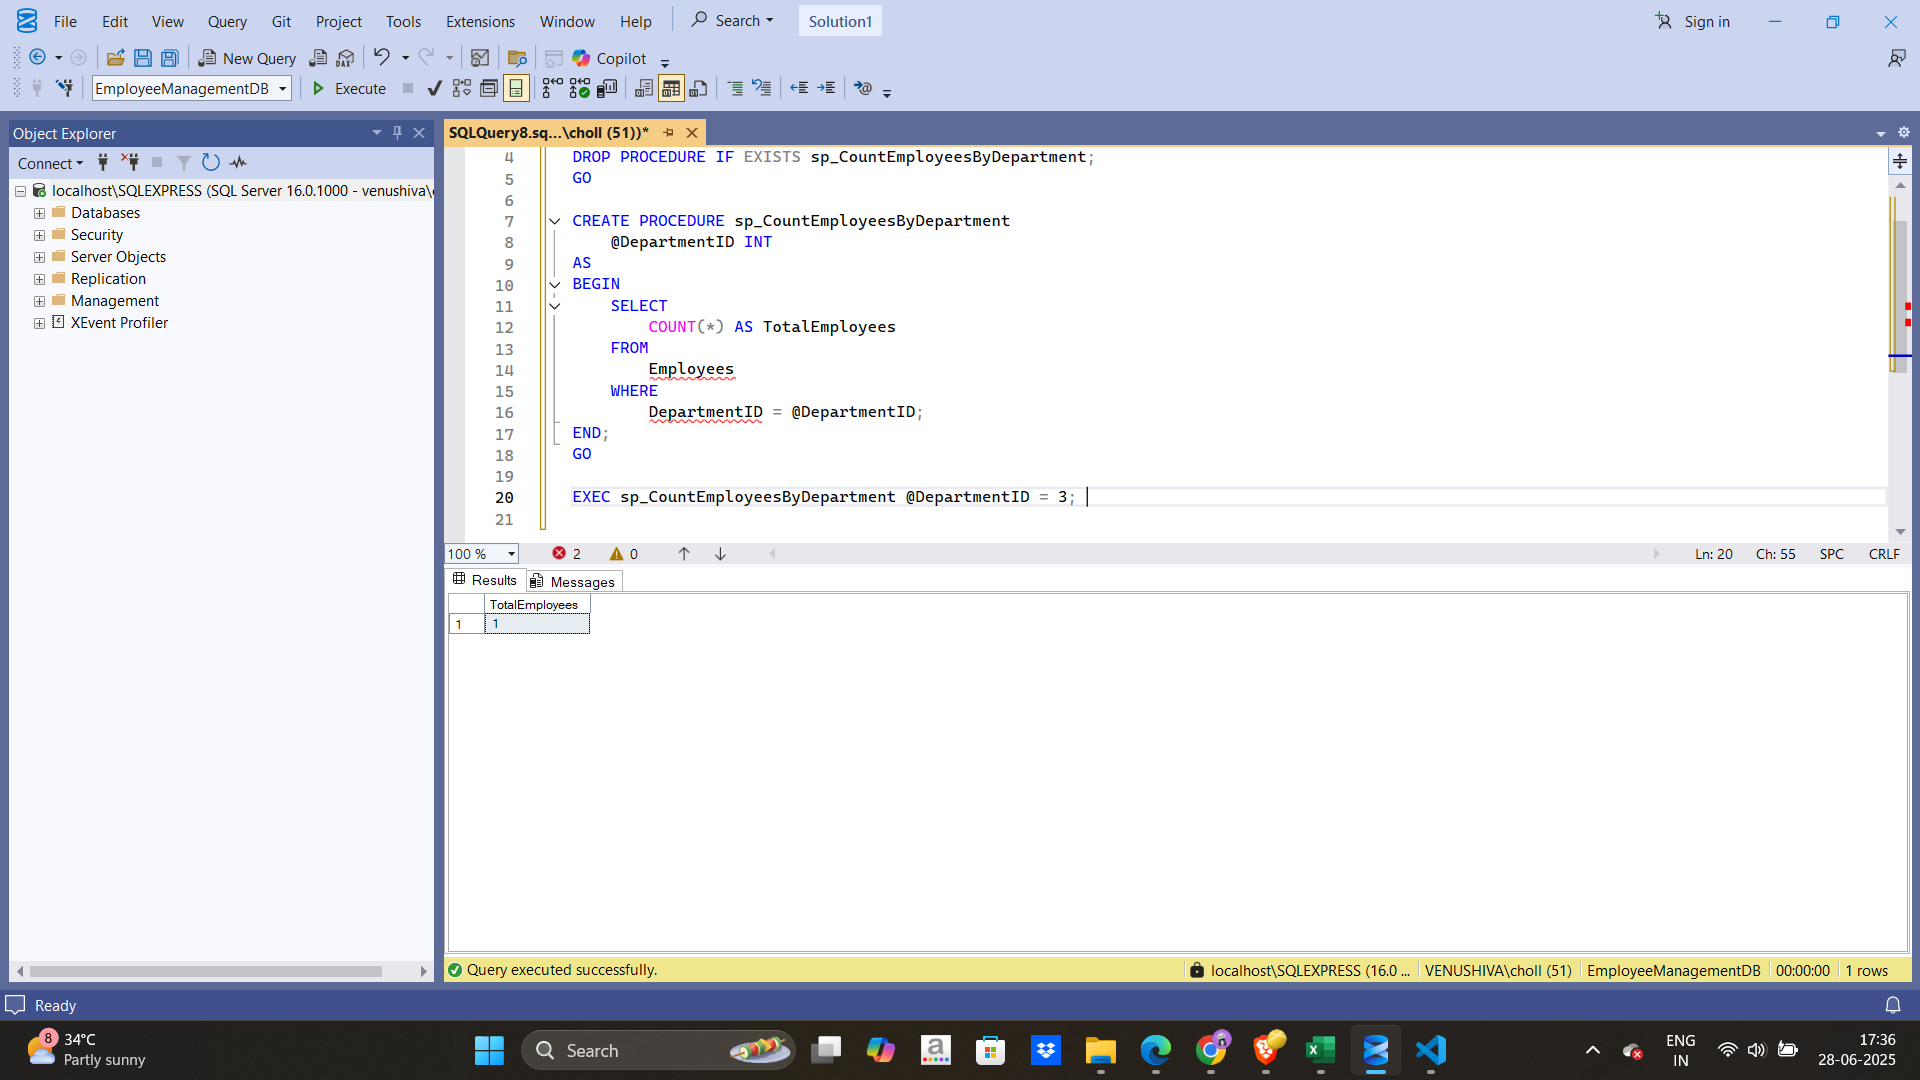 File Edit View Query Git Project Tools Extensions Window Help Search Solution1 Sign in
New Query DAX Copilot
EmployeeManagementDB Execute
Object Explorer
Connect
localhost\SQLEXPRESS (SQL Server 16.0.1000 - venushiva\
Databases
Security
Server Objects
Replication
Management
XEvent Profiler
SQLQuery8.sq...\choll (51))*
4 DROP PROCEDURE IF EXISTS sp_CountEmployeesByDepartment;
5 GO
6
7 CREATE PROCEDURE sp_CountEmployeesByDepartment
8 @DepartmentID INT
9 AS
10 BEGIN
11 SELECT
12 COUNT(*) AS TotalEmployees
13 FROM
14 Employees
15 WHERE
16 DepartmentID = @DepartmentID;
17 END;
18 GO
19
20 EXEC sp_CountEmployeesByDepartment @DepartmentID = 3;
21
100 % 2 0 Ln: 20 Ch: 55 SPC CRLF
Results Messages
TotalEmployees
1 1
Query executed successfully. localhost\SQLEXPRESS (16.0 ... VENUSHIVA\choll (51) EmployeeManagementDB 00:00:00 1 rows
Ready
8 34°C
Partly sunny
Search
ENG
IN
17:36
28-06-2025